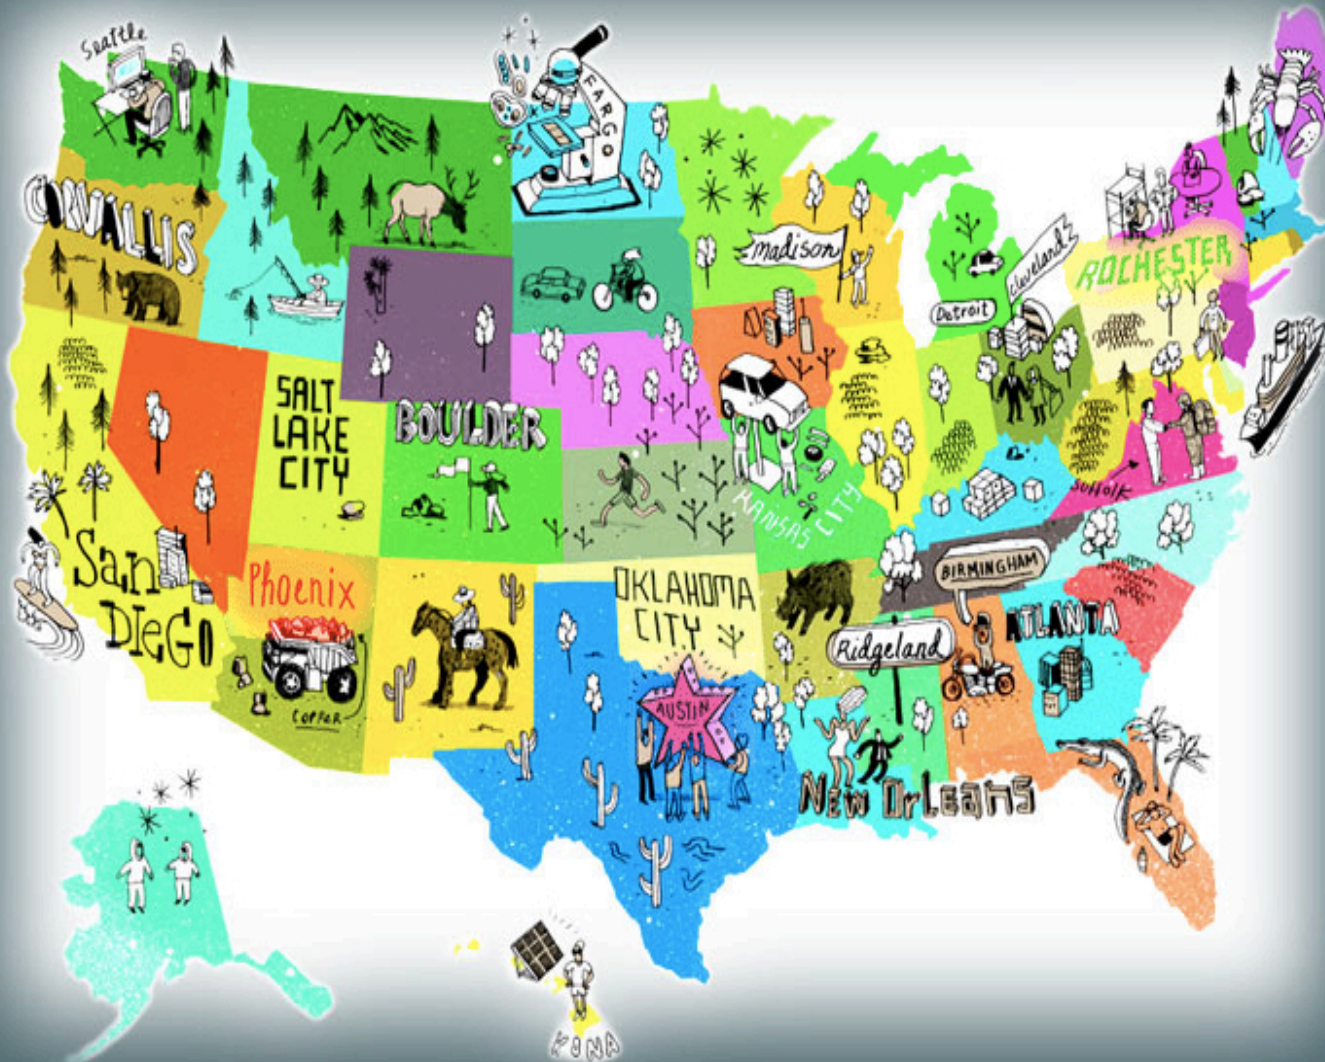 Seattle
FARGO
CORVALLIS
madison
Cleveland
Detroit
ROCHESTER
SALT
LAKE
CITY
BOULDER
KANSAS CITY
Suffolk
San
DIEGO
Phoenix
COPPER
OKLAHOMA
CITY
BIRMINGHAM
Ridgeland
ATLANTA
AUSTIN
NEW OrLeans
KONA